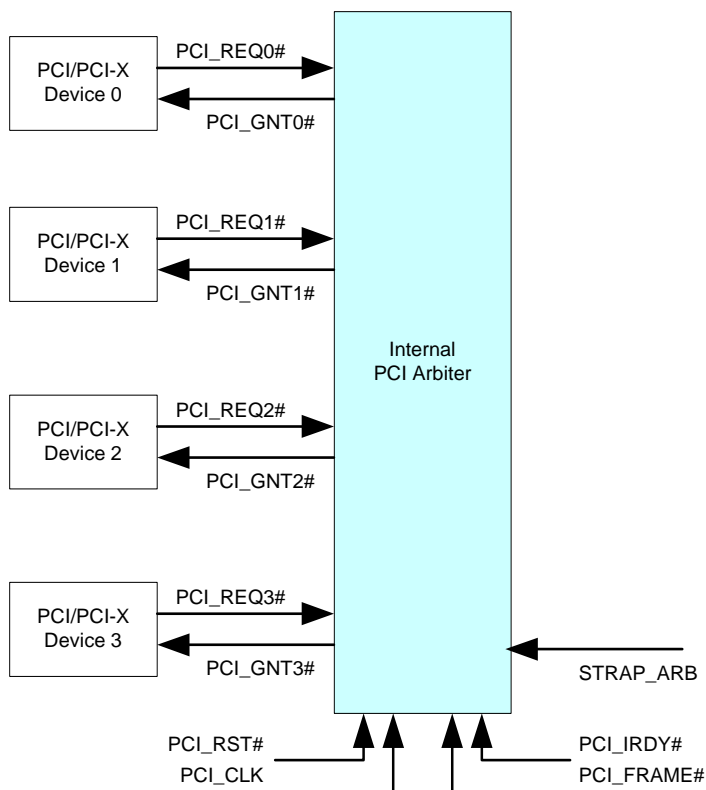 PCI/PCI-X
Device 0
PCI_REQ0#
PCI_GNT0#
PCI/PCI-X
Device 1
PCI_REQ1#
PCI_GNT1#
Internal
PCI Arbiter
PCI/PCI-X
Device 2
PCI_REQ2#
PCI_GNT2#
PCI/PCI-X
Device 3
PCI_REQ3#
PCI_GNT3#
STRAP_ARB
PCI_RST#
PCI_CLK
PCI_IRDY#
PCI_FRAME#